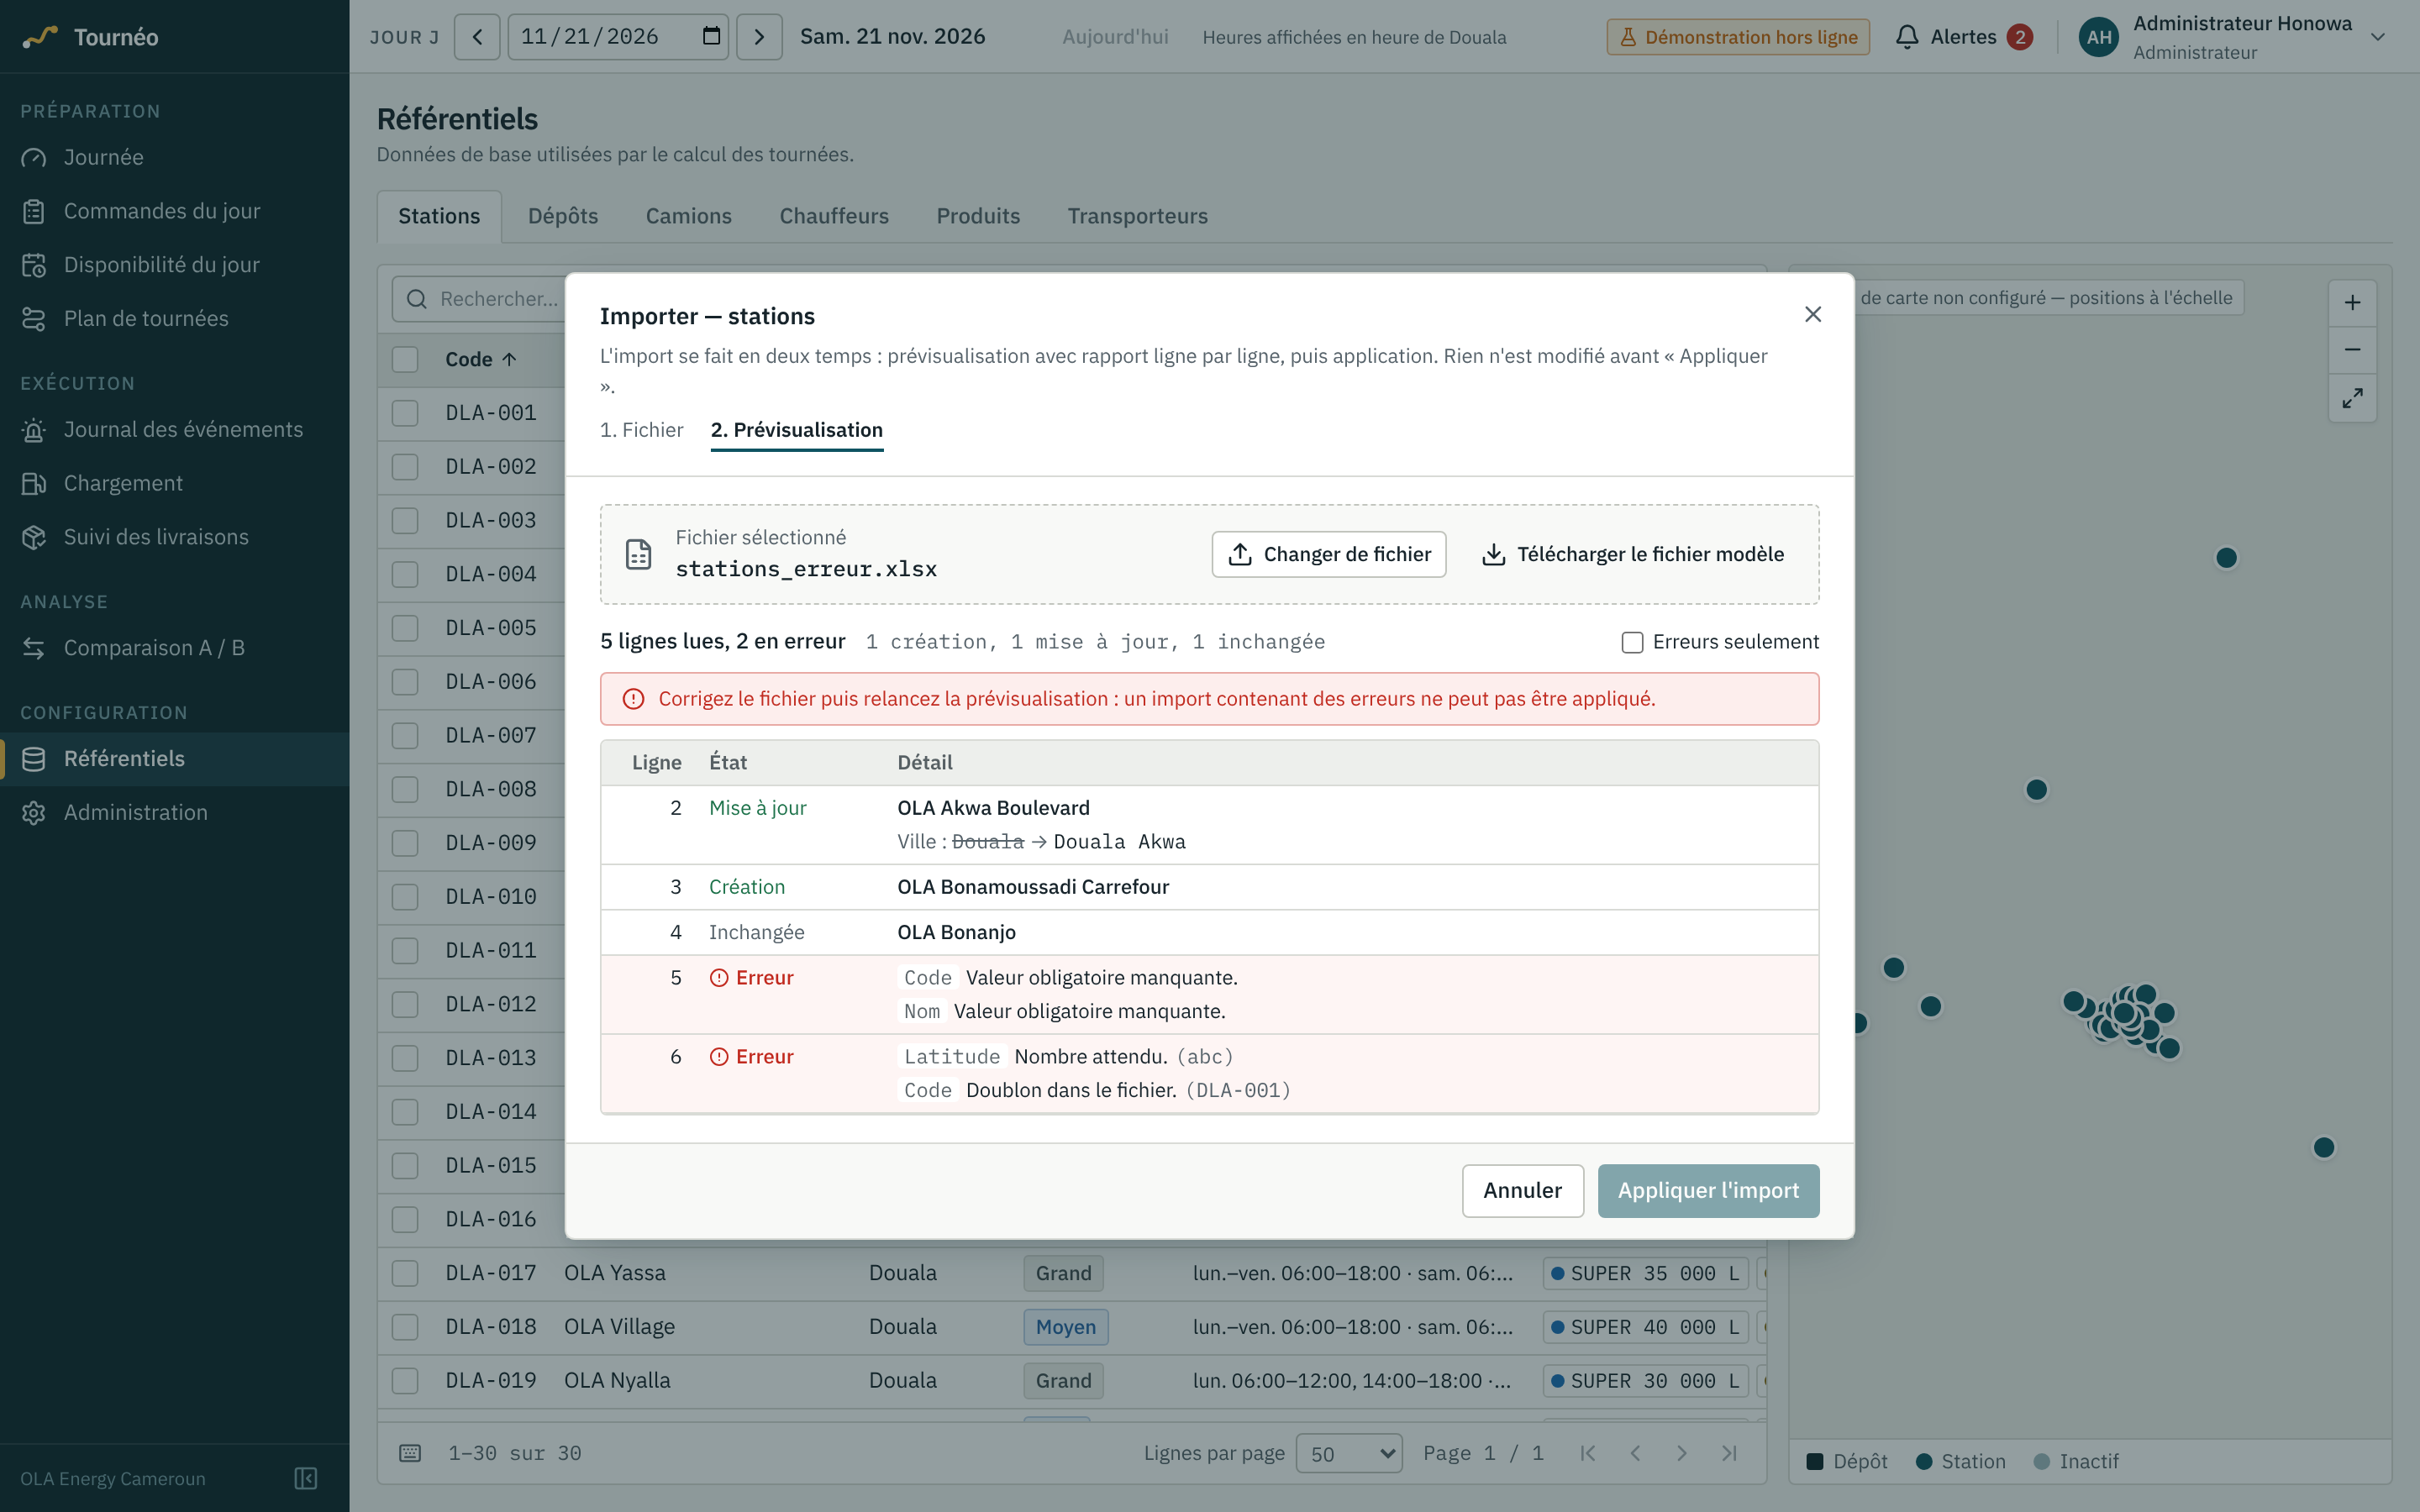 Tournéo
JOUR J
11/21/2026
Sam. 21 nov. 2026
Aujourd'hui
Heures affichées en heure de Douala
Démonstration hors ligne
Alertes 2
AH
Administrateur Honowa
Administrateur
PRÉPARATION
Journée
Commandes du jour
Disponibilité du jour
Plan de tournées
EXÉCUTION
Journal des événements
Chargement
Suivi des livraisons
ANALYSE
Comparaison A / B
CONFIGURATION
Référentiels
Administration
OLA Energy Cameroun
Référentiels
Données de base utilisées par le calcul des tournées.
Stations
Dépôts
Camions
Chauffeurs
Produits
Transporteurs
Rechercher...
Code
DLA-001
DLA-002
DLA-003
DLA-004
DLA-005
DLA-006
DLA-007
DLA-008
DLA-009
DLA-010
DLA-011
DLA-012
DLA-013
DLA-014
DLA-015
DLA-016
DLA-017 OLA Yassa Douala Grand lun.–ven. 06:00–18:00 · sam. 06:... SUPER 35 000 L
DLA-018 OLA Village Douala Moyen lun.–ven. 06:00–18:00 · sam. 06:... SUPER 40 000 L
DLA-019 OLA Nyalla Douala Grand lun. 06:00–12:00, 14:00–18:00 ·... SUPER 30 000 L
1–30 sur 30
Lignes par page 50
Page 1 / 1
de carte non configuré — positions à l'échelle
Dépôt
Station
Inactif
Importer — stations
L'import se fait en deux temps : prévisualisation avec rapport ligne par ligne, puis application. Rien n'est modifié avant « Appliquer
».
1. Fichier
2. Prévisualisation
Fichier sélectionné
stations_erreur.xlsx
Changer de fichier
Télécharger le fichier modèle
5 lignes lues, 2 en erreur 1 création, 1 mise à jour, 1 inchangée
Erreurs seulement
Corrigez le fichier puis relancez la prévisualisation : un import contenant des erreurs ne peut pas être appliqué.
Ligne État Détail
2 Mise à jour OLA Akwa Boulevard
Ville : Douala → Douala Akwa
3 Création OLA Bonamoussadi Carrefour
4 Inchangée OLA Bonanjo
5 Erreur Code Valeur obligatoire manquante.
Nom Valeur obligatoire manquante.
6 Erreur Latitude Nombre attendu. (abc)
Code Doublon dans le fichier. (DLA-001)
Annuler
Appliquer l'import